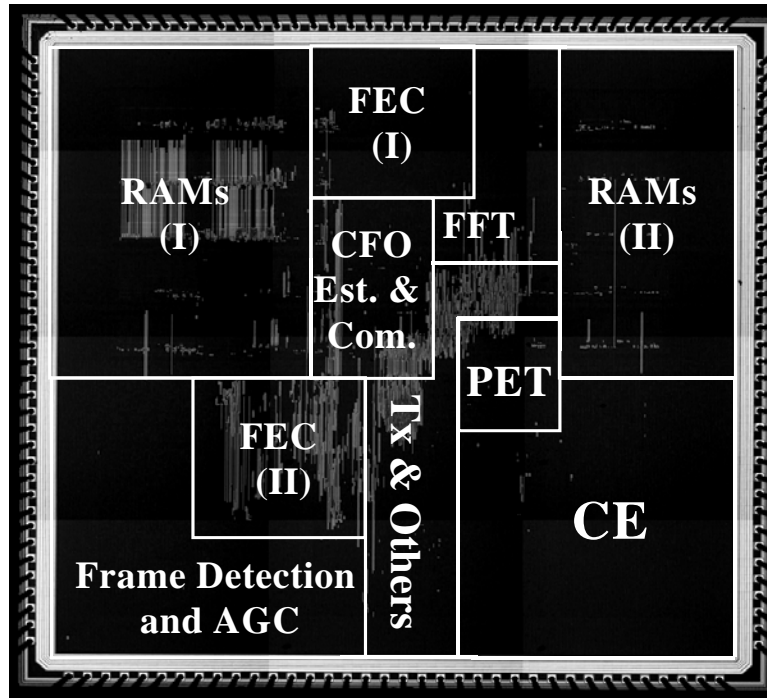 FEC
(I)
RAMs
(I)
RAMs
(II)
FFT
CFO
Est. &
Com.
PET
FEC
(II)
Tx & Others
CE
Frame Detection
and AGC